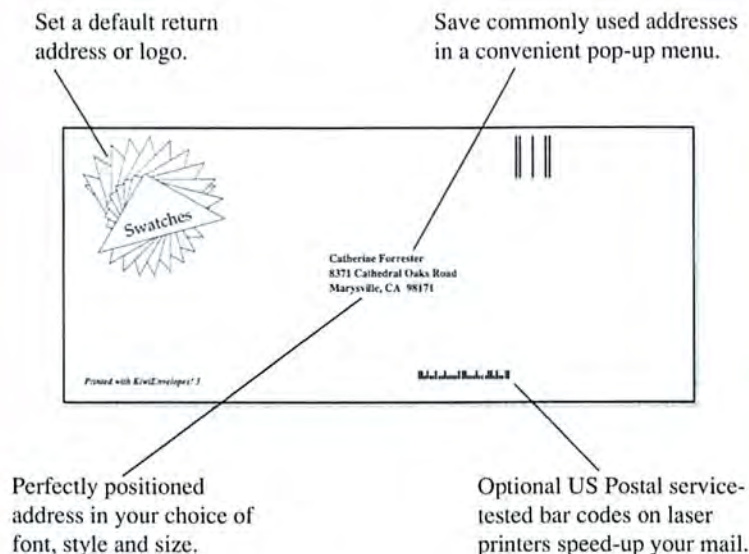 Set a default return
address or logo.
Save commonly used addresses
in a convenient pop-up menu.
Swatches
Catherine Forrester
8371 Cathedral Oaks Road
Marysville, CA 98171
Printed with KiwiEnvelopes! 3
Perfectly positioned
address in your choice of
font, style and size.
Optional US Postal service-
tested bar codes on laser
printers speed-up your mail.